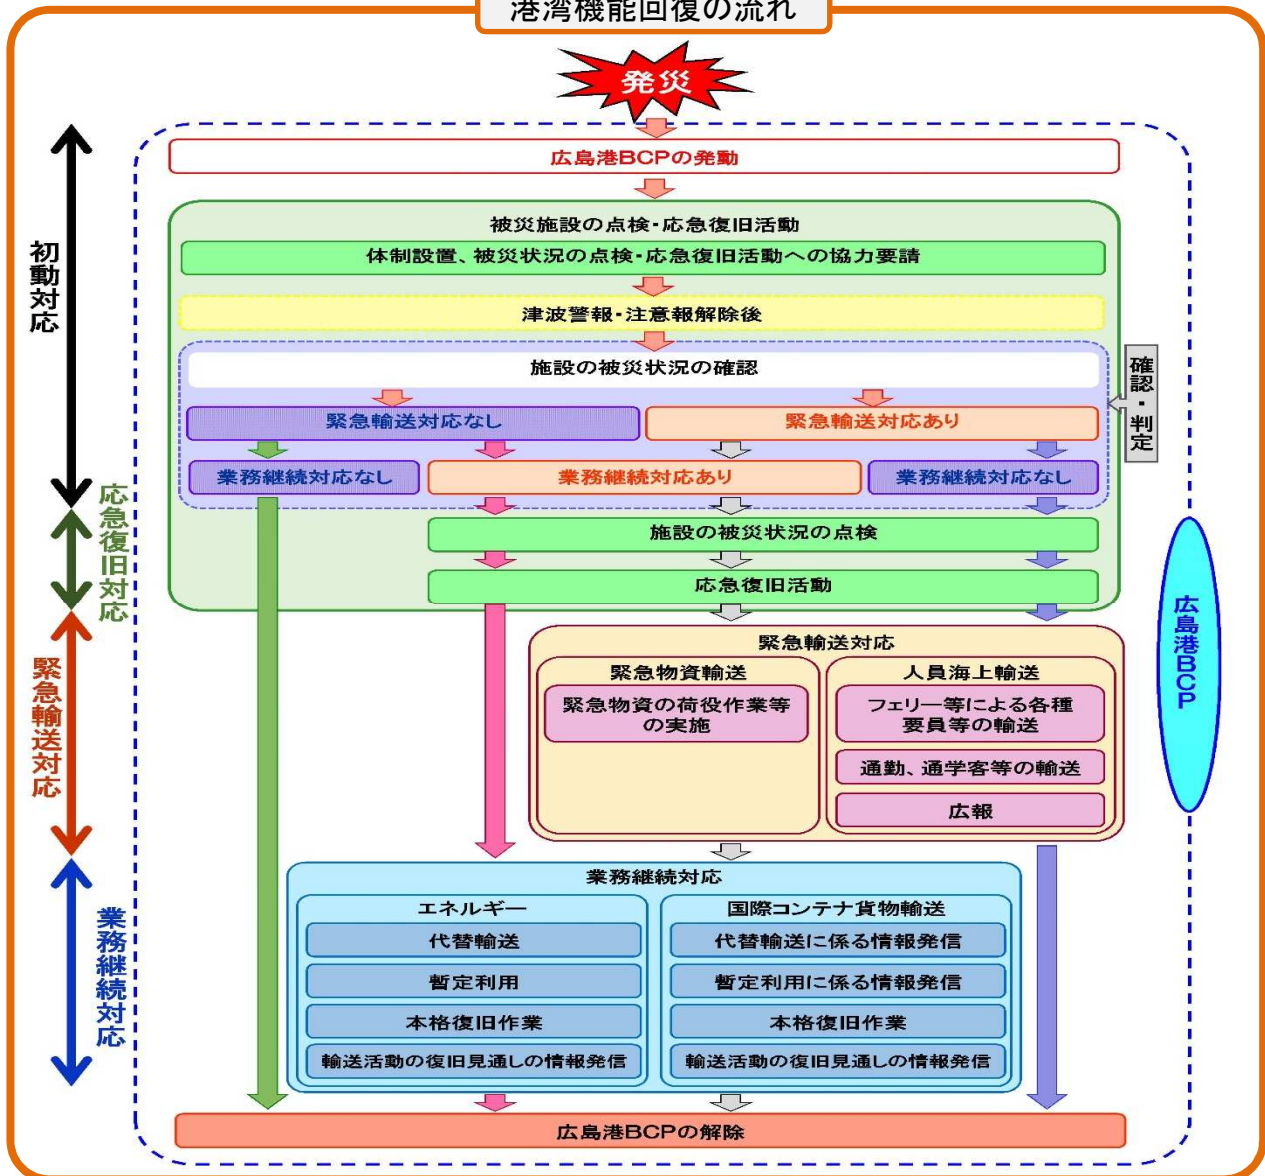 港湾機能回復の流れ
発災
広島港BCPの発動
被災施設の点検・応急復旧活動
体制設置、被災状況の点検・応急復旧活動への協力要請
津波警報・注意報解除後
施設の被災状況の確認
確認・判定
緊急輸送対応なし
緊急輸送対応あり
業務継続対応なし
業務継続対応あり
業務継続対応なし
施設の被災状況の点検
応急復旧活動
初動対応
応急復旧対応
緊急輸送対応
業務継続対応
広島港BCP
緊急輸送対応
緊急物資輸送
緊急物資の荷役作業等
の実施
人員海上輸送
フェリー等による各種
要員等の輸送
通勤、通学客等の輸送
広報
業務継続対応
エネルギー
代替輸送
暫定利用
本格復旧作業
輸送活動の復旧見通しの情報発信
国際コンテナ貨物輸送
代替輸送に係る情報発信
暫定利用に係る情報発信
本格復旧作業
輸送活動の復旧見通しの情報発信
広島港BCPの解除